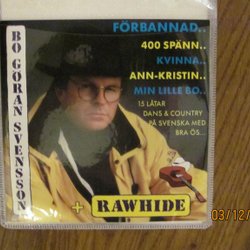 FÖRBANNAD..
400 SPÄNN..
KVINNA..
ANN-KRISTIN..
MIN LILLE BO..
15 LÅTAR
DANS & COUNTRY
PÅ SVENSKA MED
BRA ÖS...
BO GÖRAN SVENSSON
+ RAWHIDE
03/12/